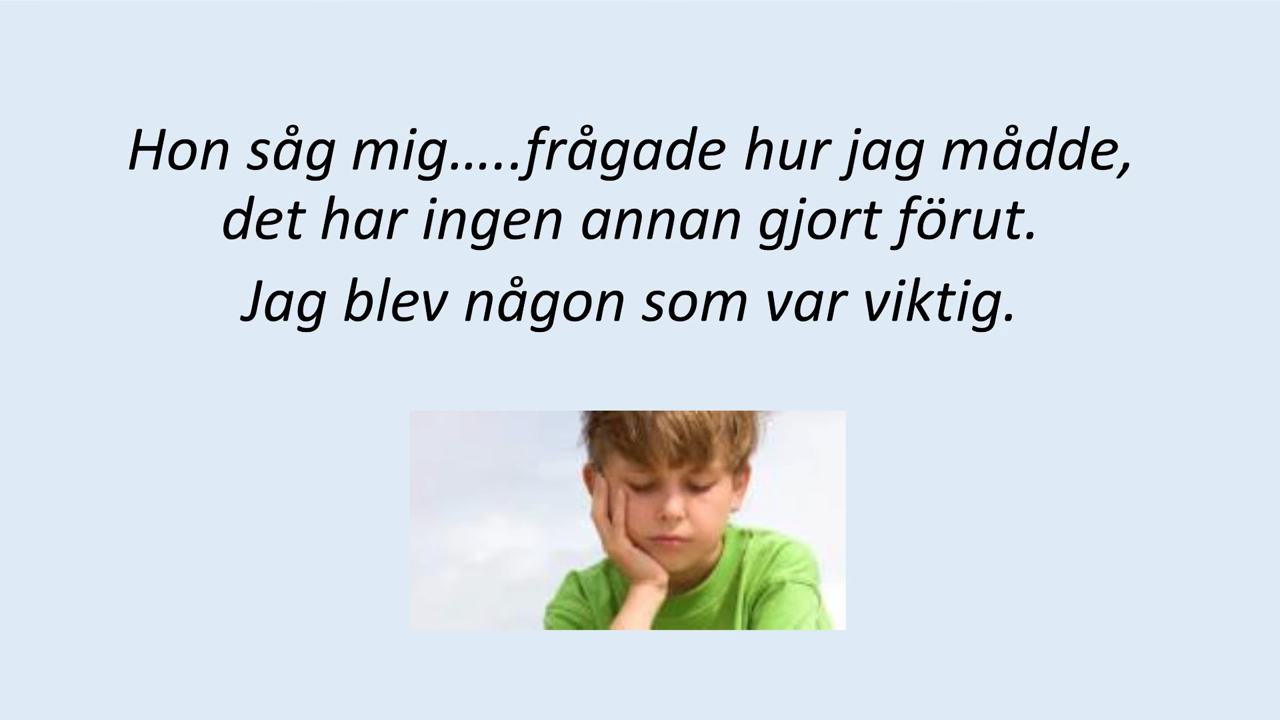 Hon såg mig…..frågade hur jag mådde,
det har ingen annan gjort förut.
Jag blev någon som var viktig.